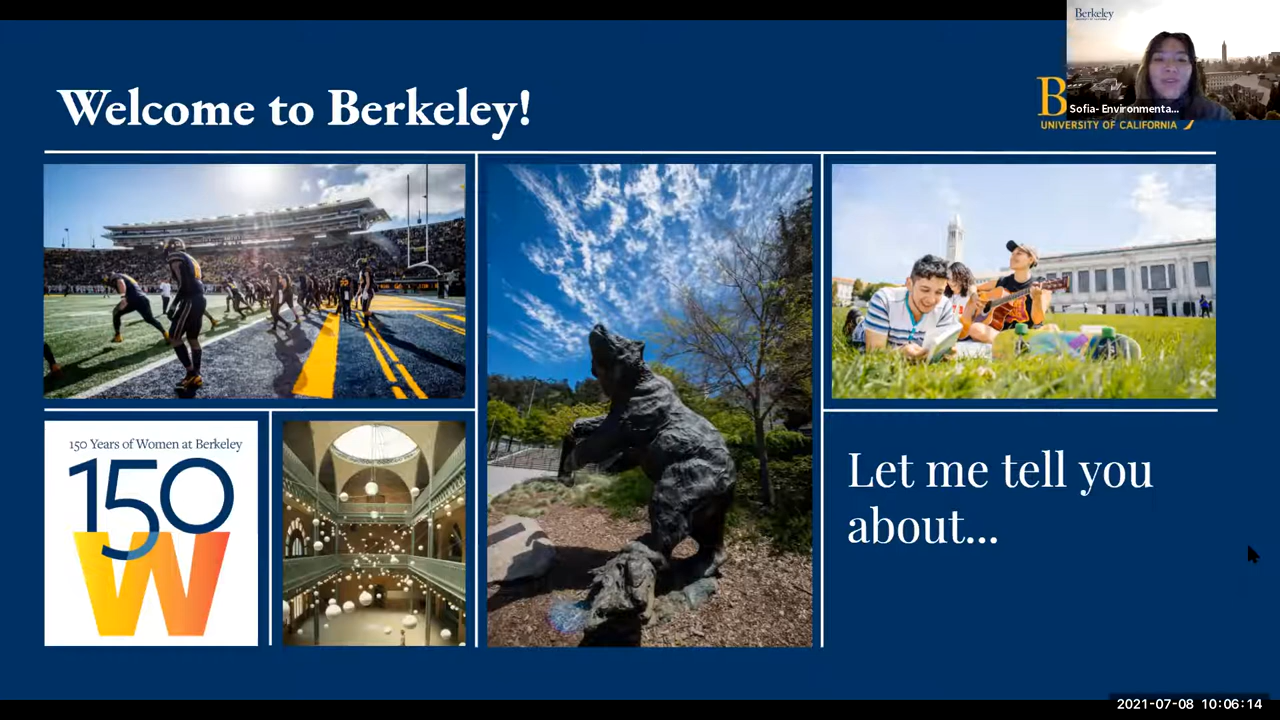 Welcome to Berkeley!
Berkeley
Sofia- Environmenta...
B
UNIVERSITY OF CALIFORNIA
150 Years of Women at Berkeley
150
W
Let me tell you
about...
2021-07-08 10:06:14